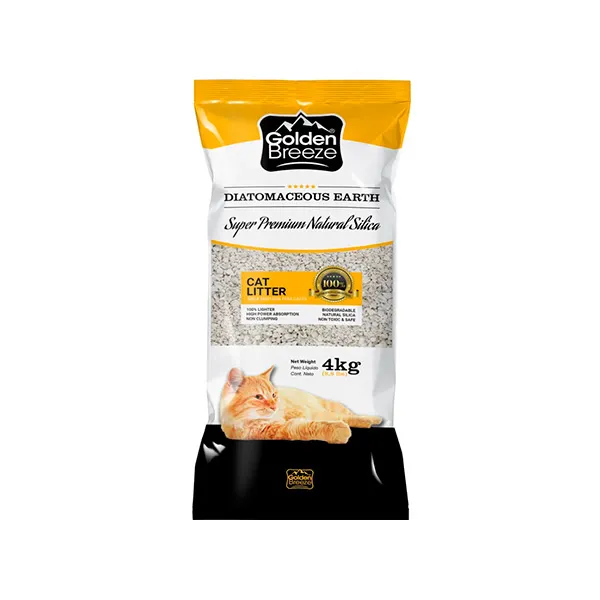 Golden®
Breeze
DIATOMACEOUS EARTH
Super Premium Natural Silica
CAT
LITTER
100%
100% LIGHTER
HIGH POWER ABSORPTION
NON CLUMPING
BIODEGRADABLE
NATURAL SILICA
NON TOXIC & SAFE
Net Weight
Peso Líquido
Cont. Neto
4kg
Golden
Breeze